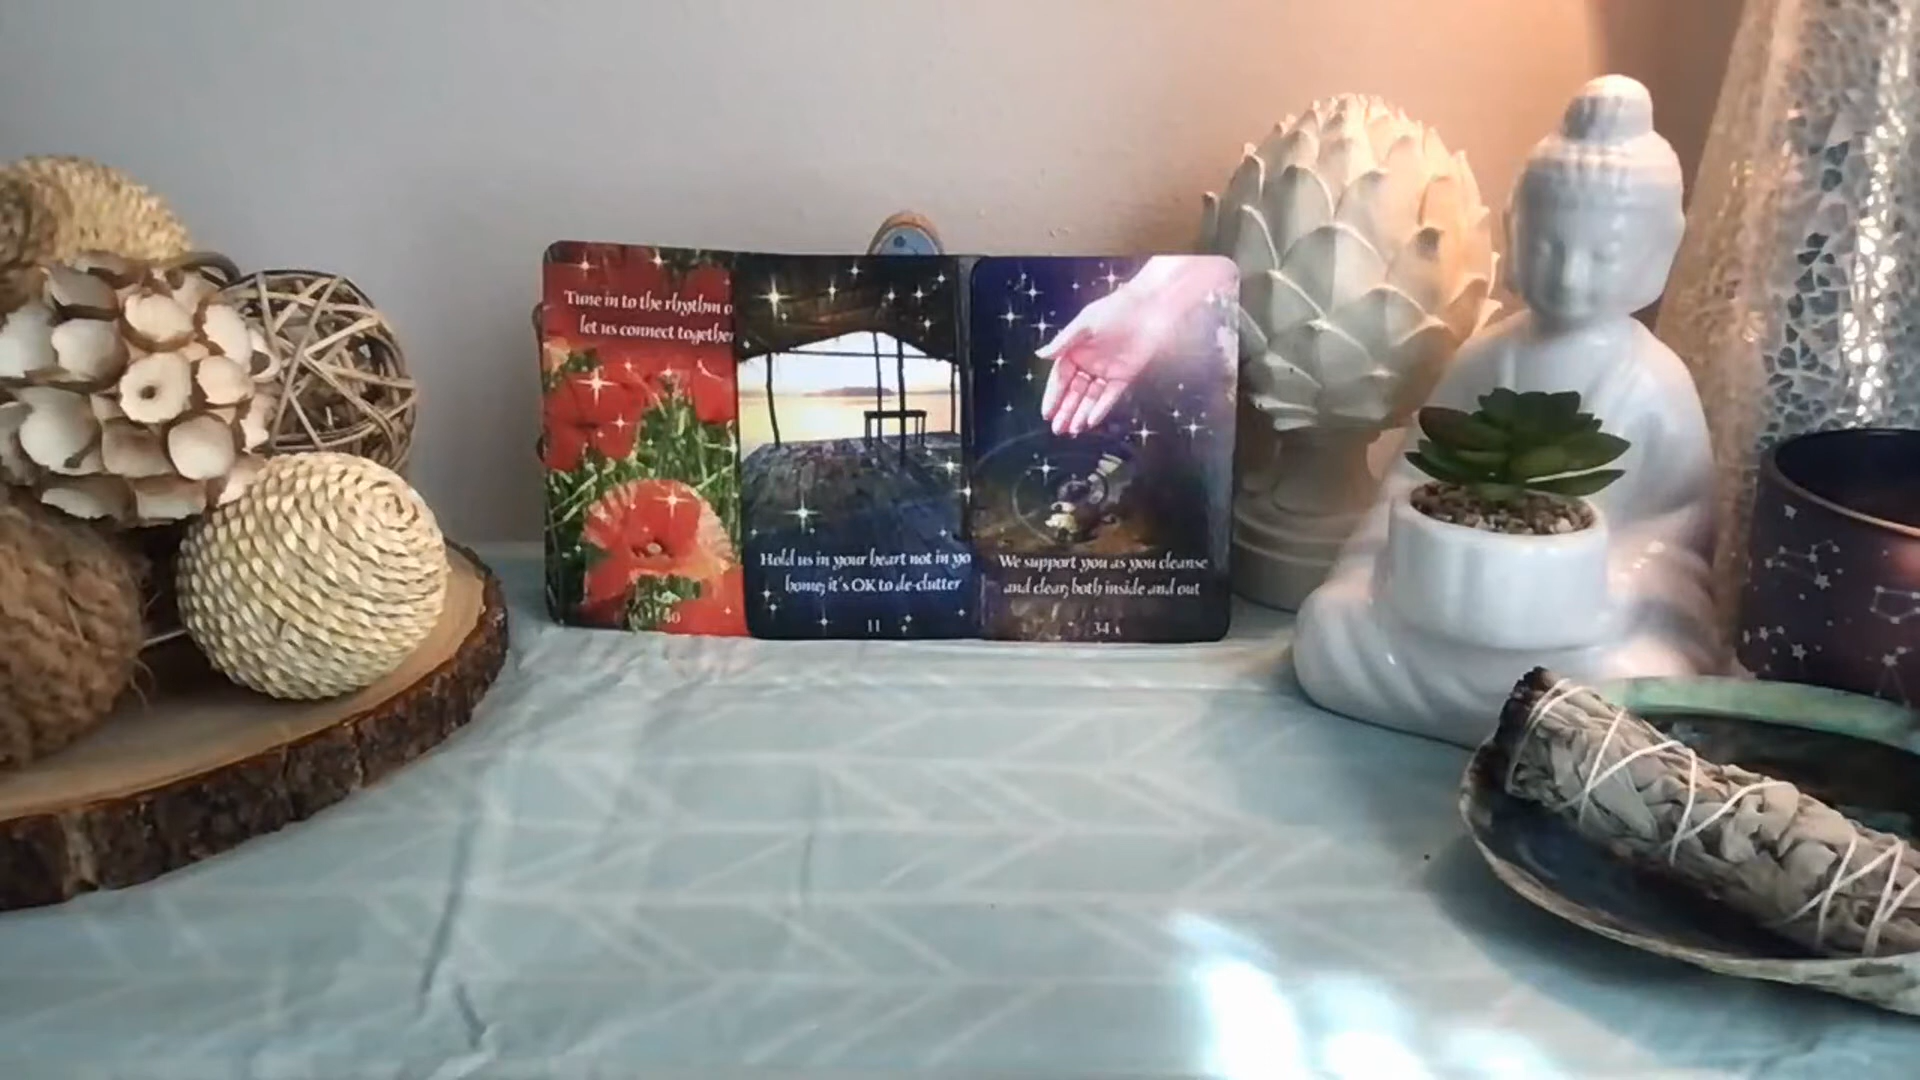 Tune in to the rhythm o
let us connect together
40
Hold us in your heart not in yo
home; it's OK to de-clutter
11
We support you as you cleanse
and clear, both inside and out
34